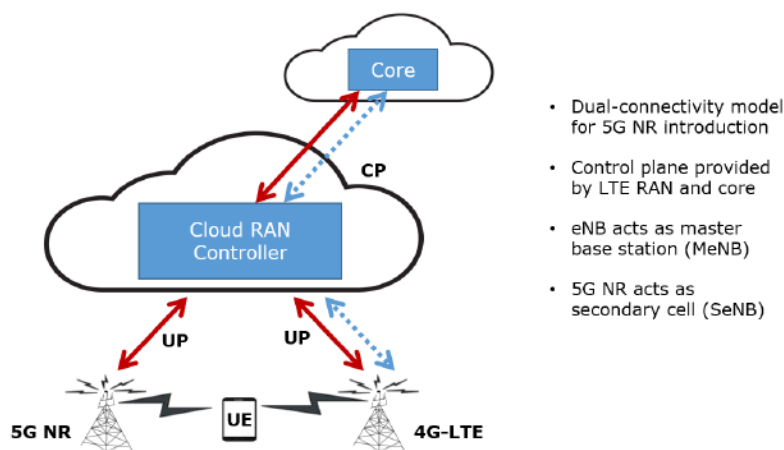 Core
CP
Cloud RAN
Controller
UP
UP
UE
5G NR
4G-LTE
• Dual-connectivity model
for 5G NR introduction
• Control plane provided
by LTE RAN and core
• eNB acts as master
base station (MeNB)
• 5G NR acts as
secondary cell (SeNB)